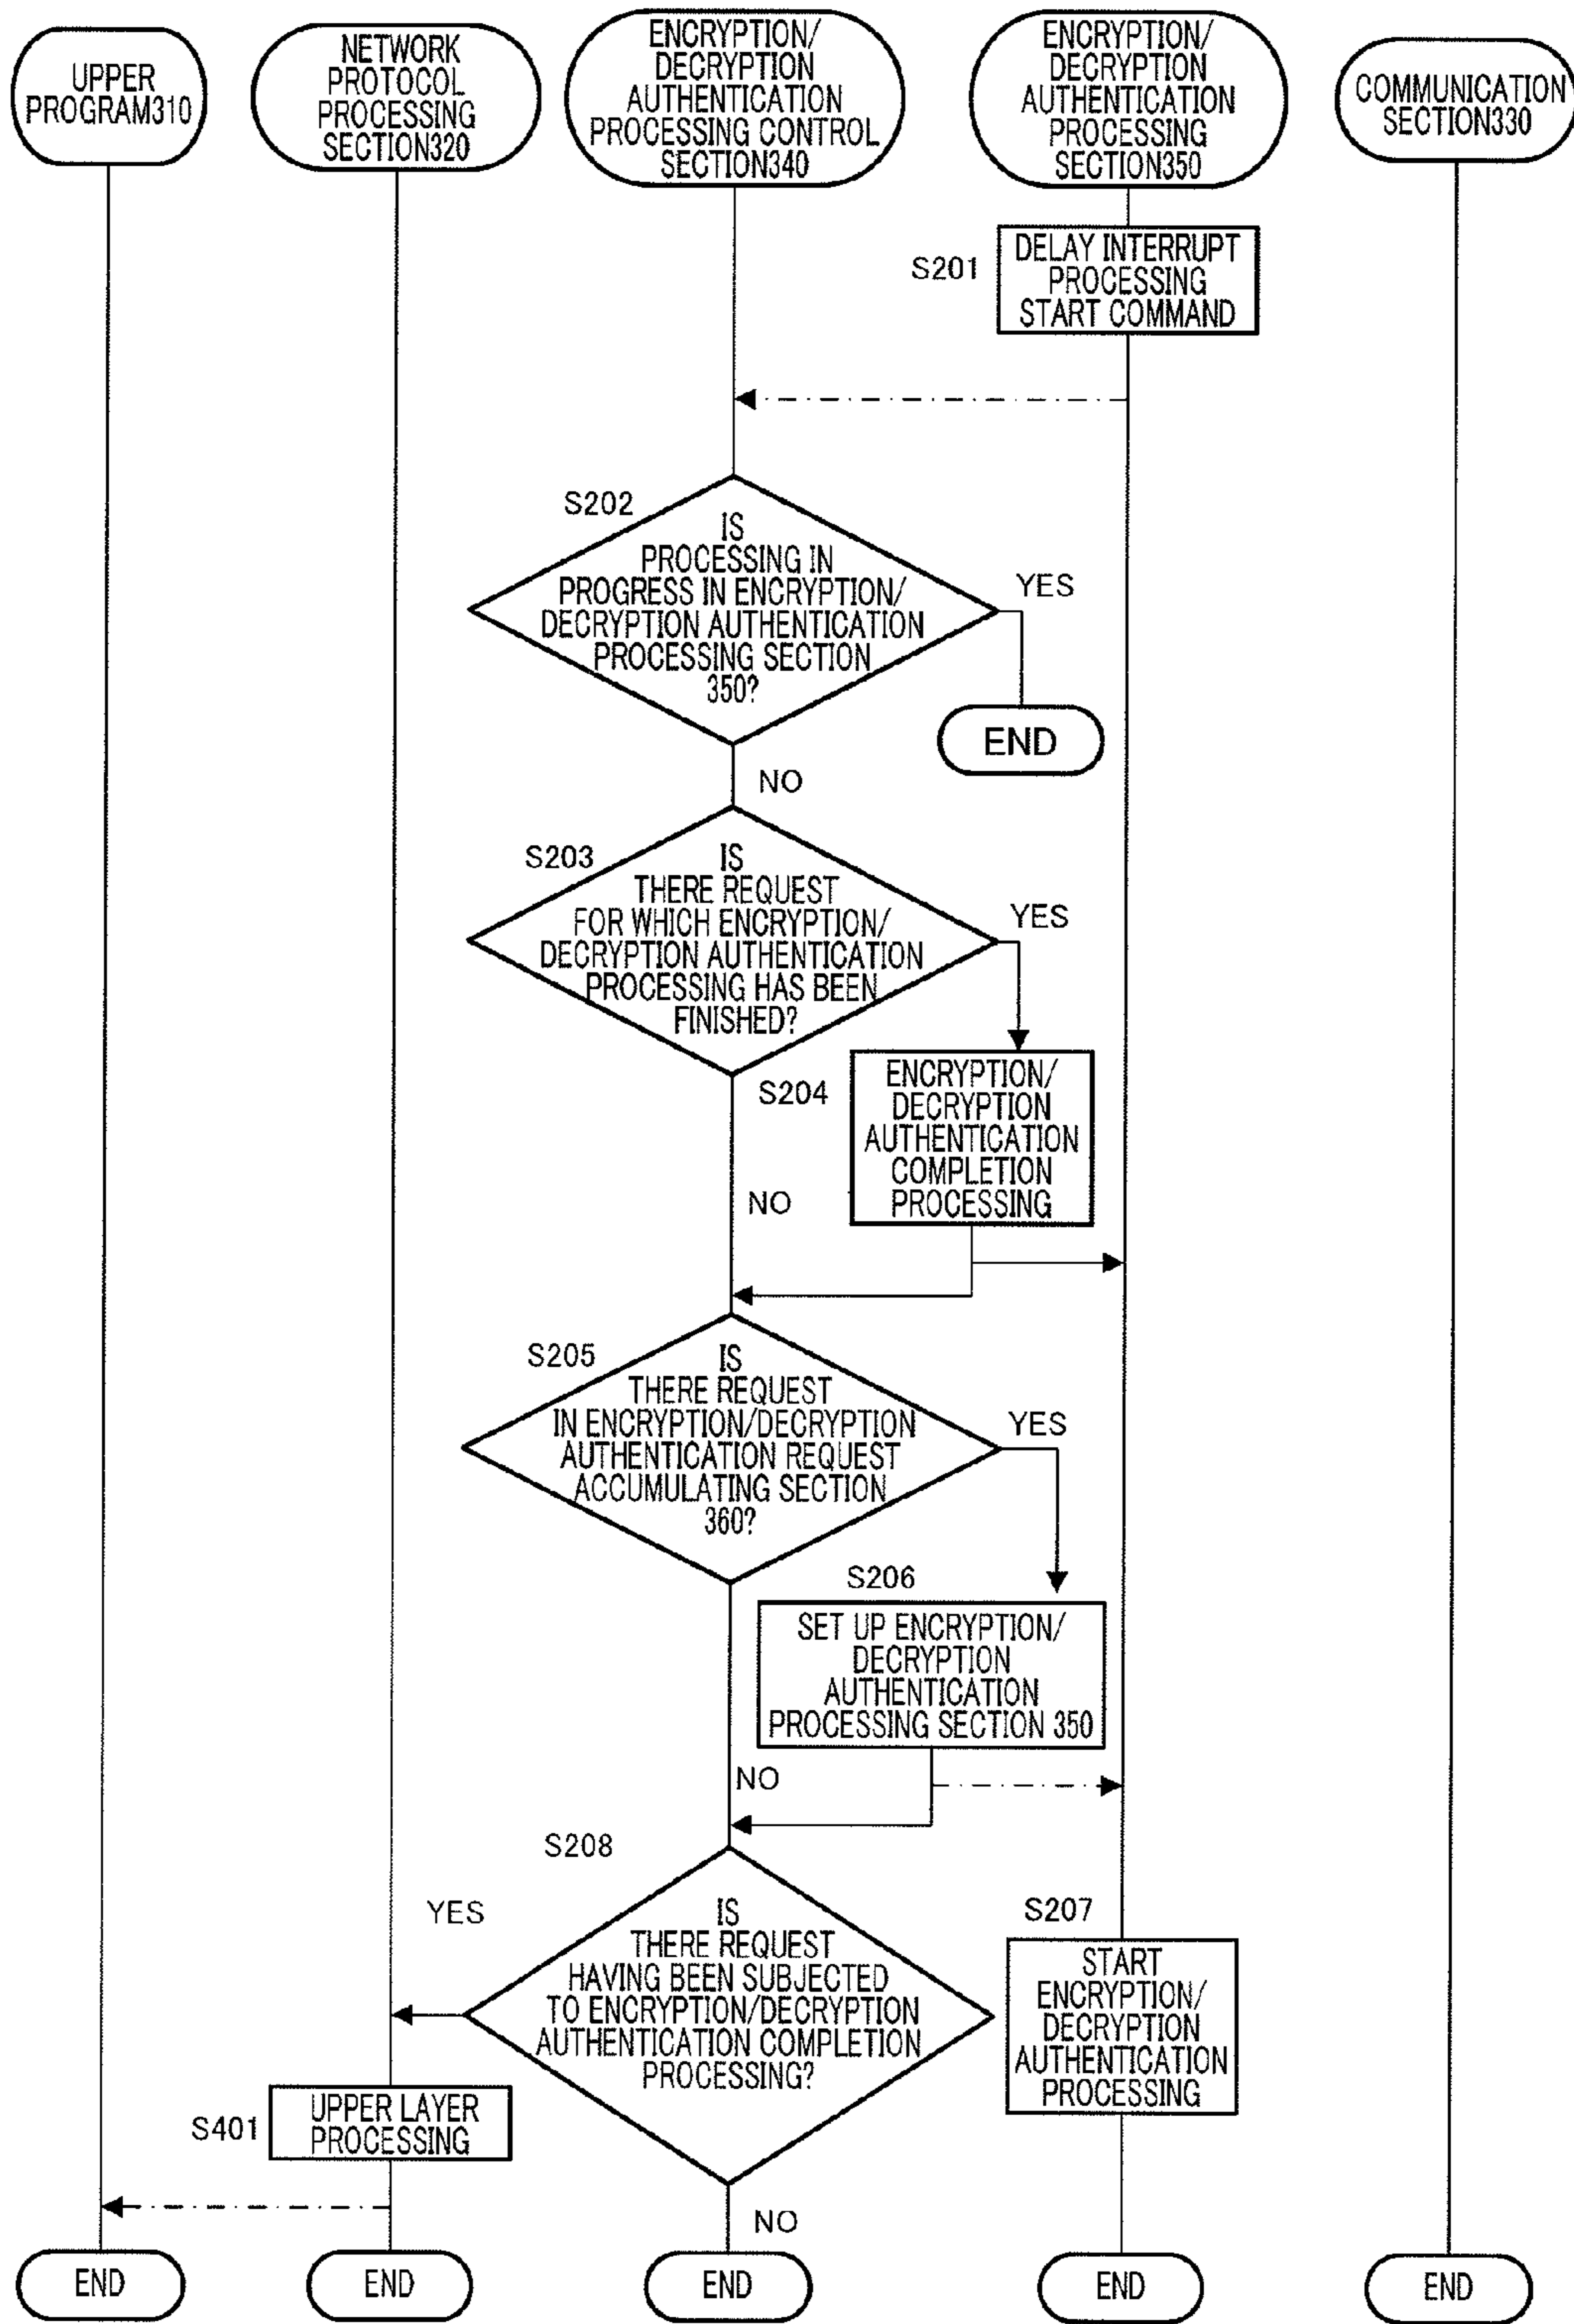 UPPER
PROGRAM310
NETWORK
PROTOCOL
PROCESSING
SECTION320
ENCRYPTION/
DECRYPTION
AUTHENTICATION
PROCESSING CONTROL
SECTION340
ENCRYPTION/
DECRYPTION
AUTHENTICATION
PROCESSING
SECTION350
COMMUNICATION
SECTION330
S201
DELAY INTERRUPT
PROCESSING
START COMMAND
S202
IS
PROCESSING IN
PROGRESS IN ENCRYPTION/
DECRYPTION AUTHENTICATION
PROCESSING SECTION
350?
YES
END
NO
S203
IS
THERE REQUEST
FOR WHICH ENCRYPTION/
DECRYPTION AUTHENTICATION
PROCESSING HAS BEEN
FINISHED?
YES
S204
ENCRYPTION/
DECRYPTION
AUTHENTICATION
COMPLETION
PROCESSING
NO
S205
IS
THERE REQUEST
IN ENCRYPTION/DECRYPTION
AUTHENTICATION REQUEST
ACCUMULATING SECTION
360?
YES
S206
SET UP ENCRYPTION/
DECRYPTION
AUTHENTICATION
PROCESSING SECTION 350
NO
S208
YES
IS
THERE REQUEST
HAVING BEEN SUBJECTED
TO ENCRYPTION/DECRYPTION
AUTHENTICATION COMPLETION
PROCESSING?
S207
START
ENCRYPTION/
DECRYPTION
AUTHENTICATION
PROCESSING
S401
UPPER LAYER
PROCESSING
NO
END
END
END
END
END